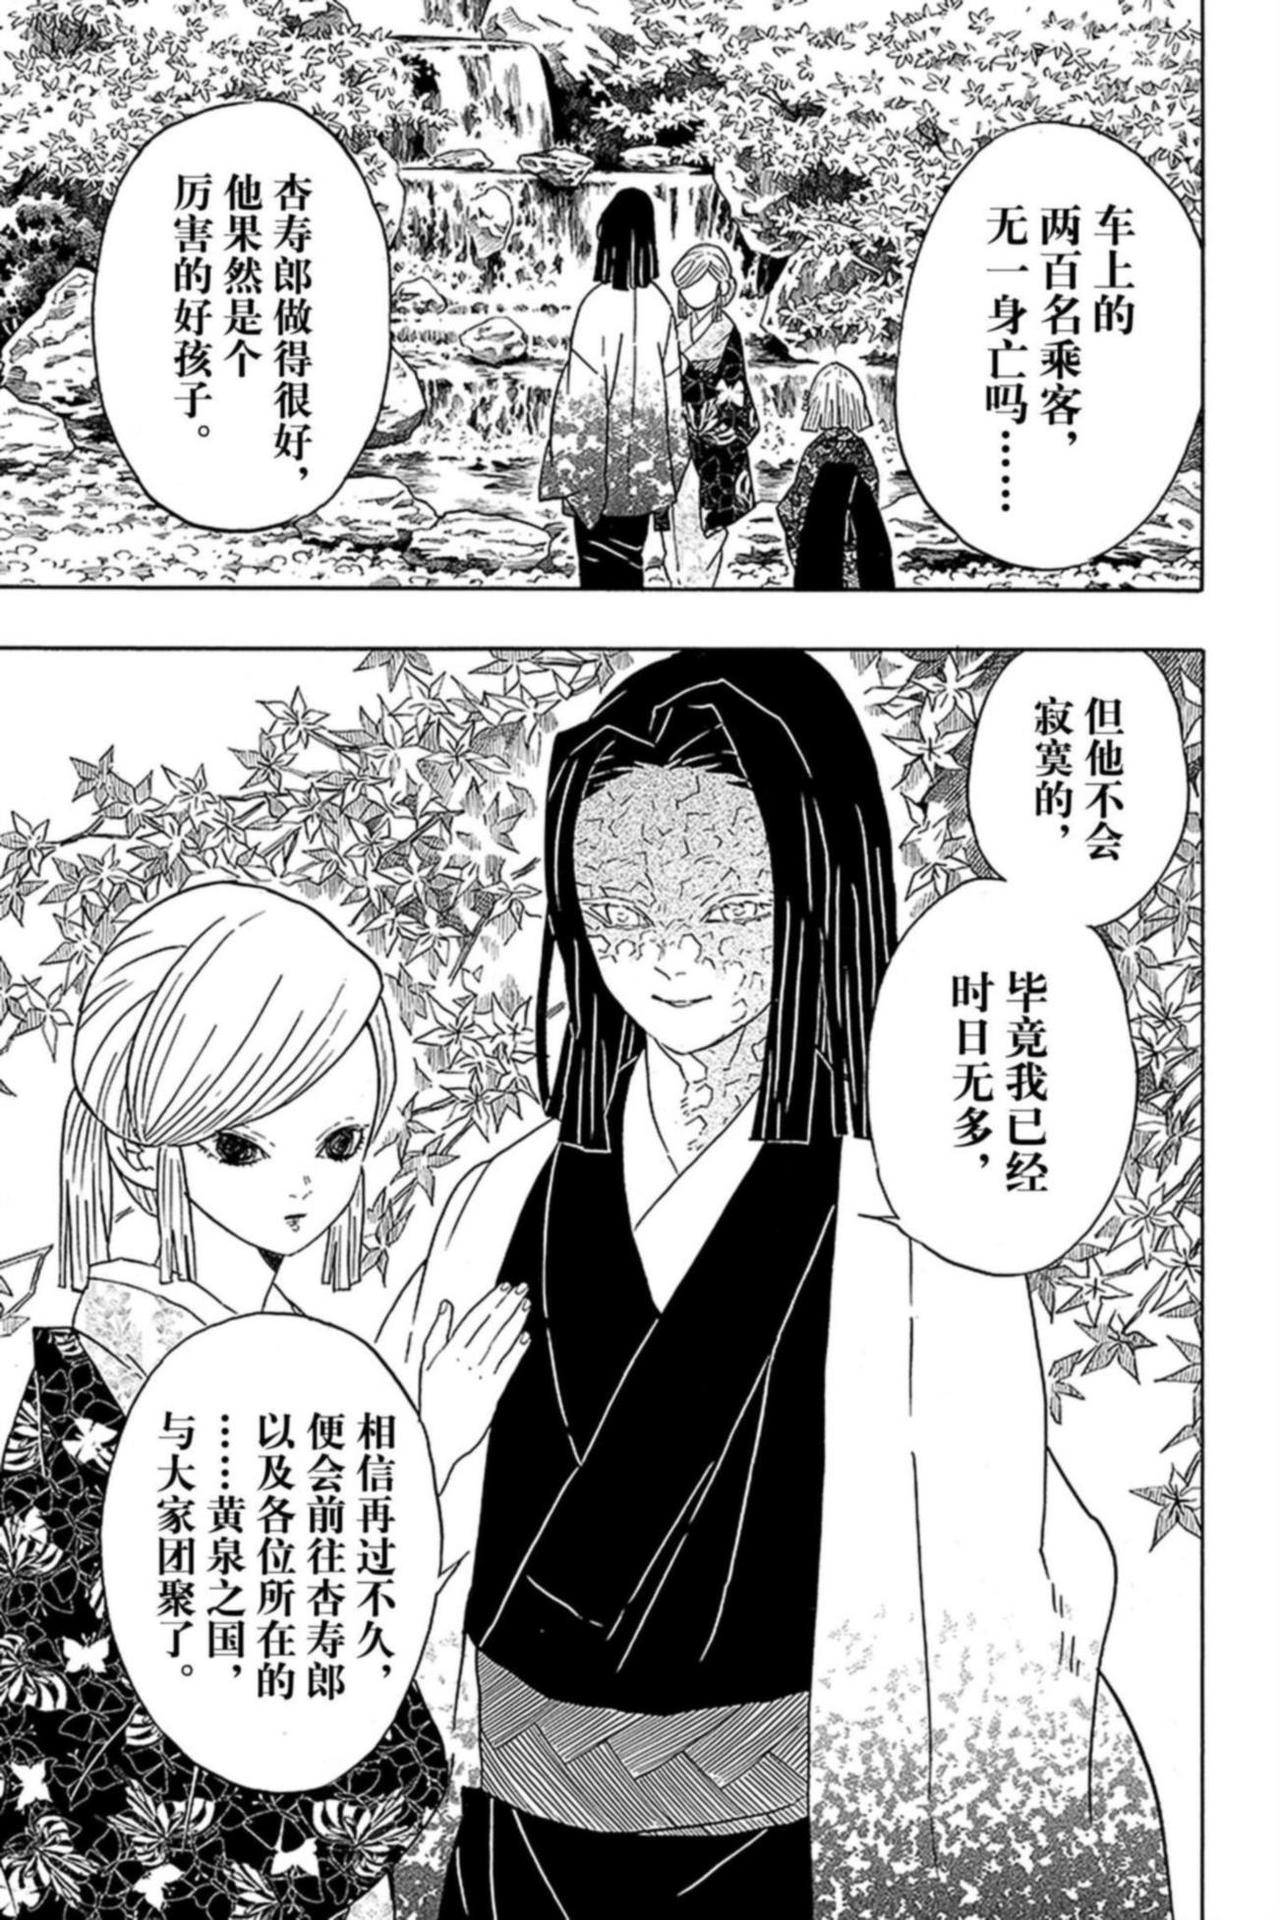 车上的
两百名乘客，
无一身亡吗……
杏寿郎做得很好，
他果然是个
厉害的好孩子。
但他不会
寂寞的，
毕竟我已经
时日无多，
相信再过不久，
便会前往杏寿郎
以及各位所在的
……黄泉之国，
与大家团聚了。